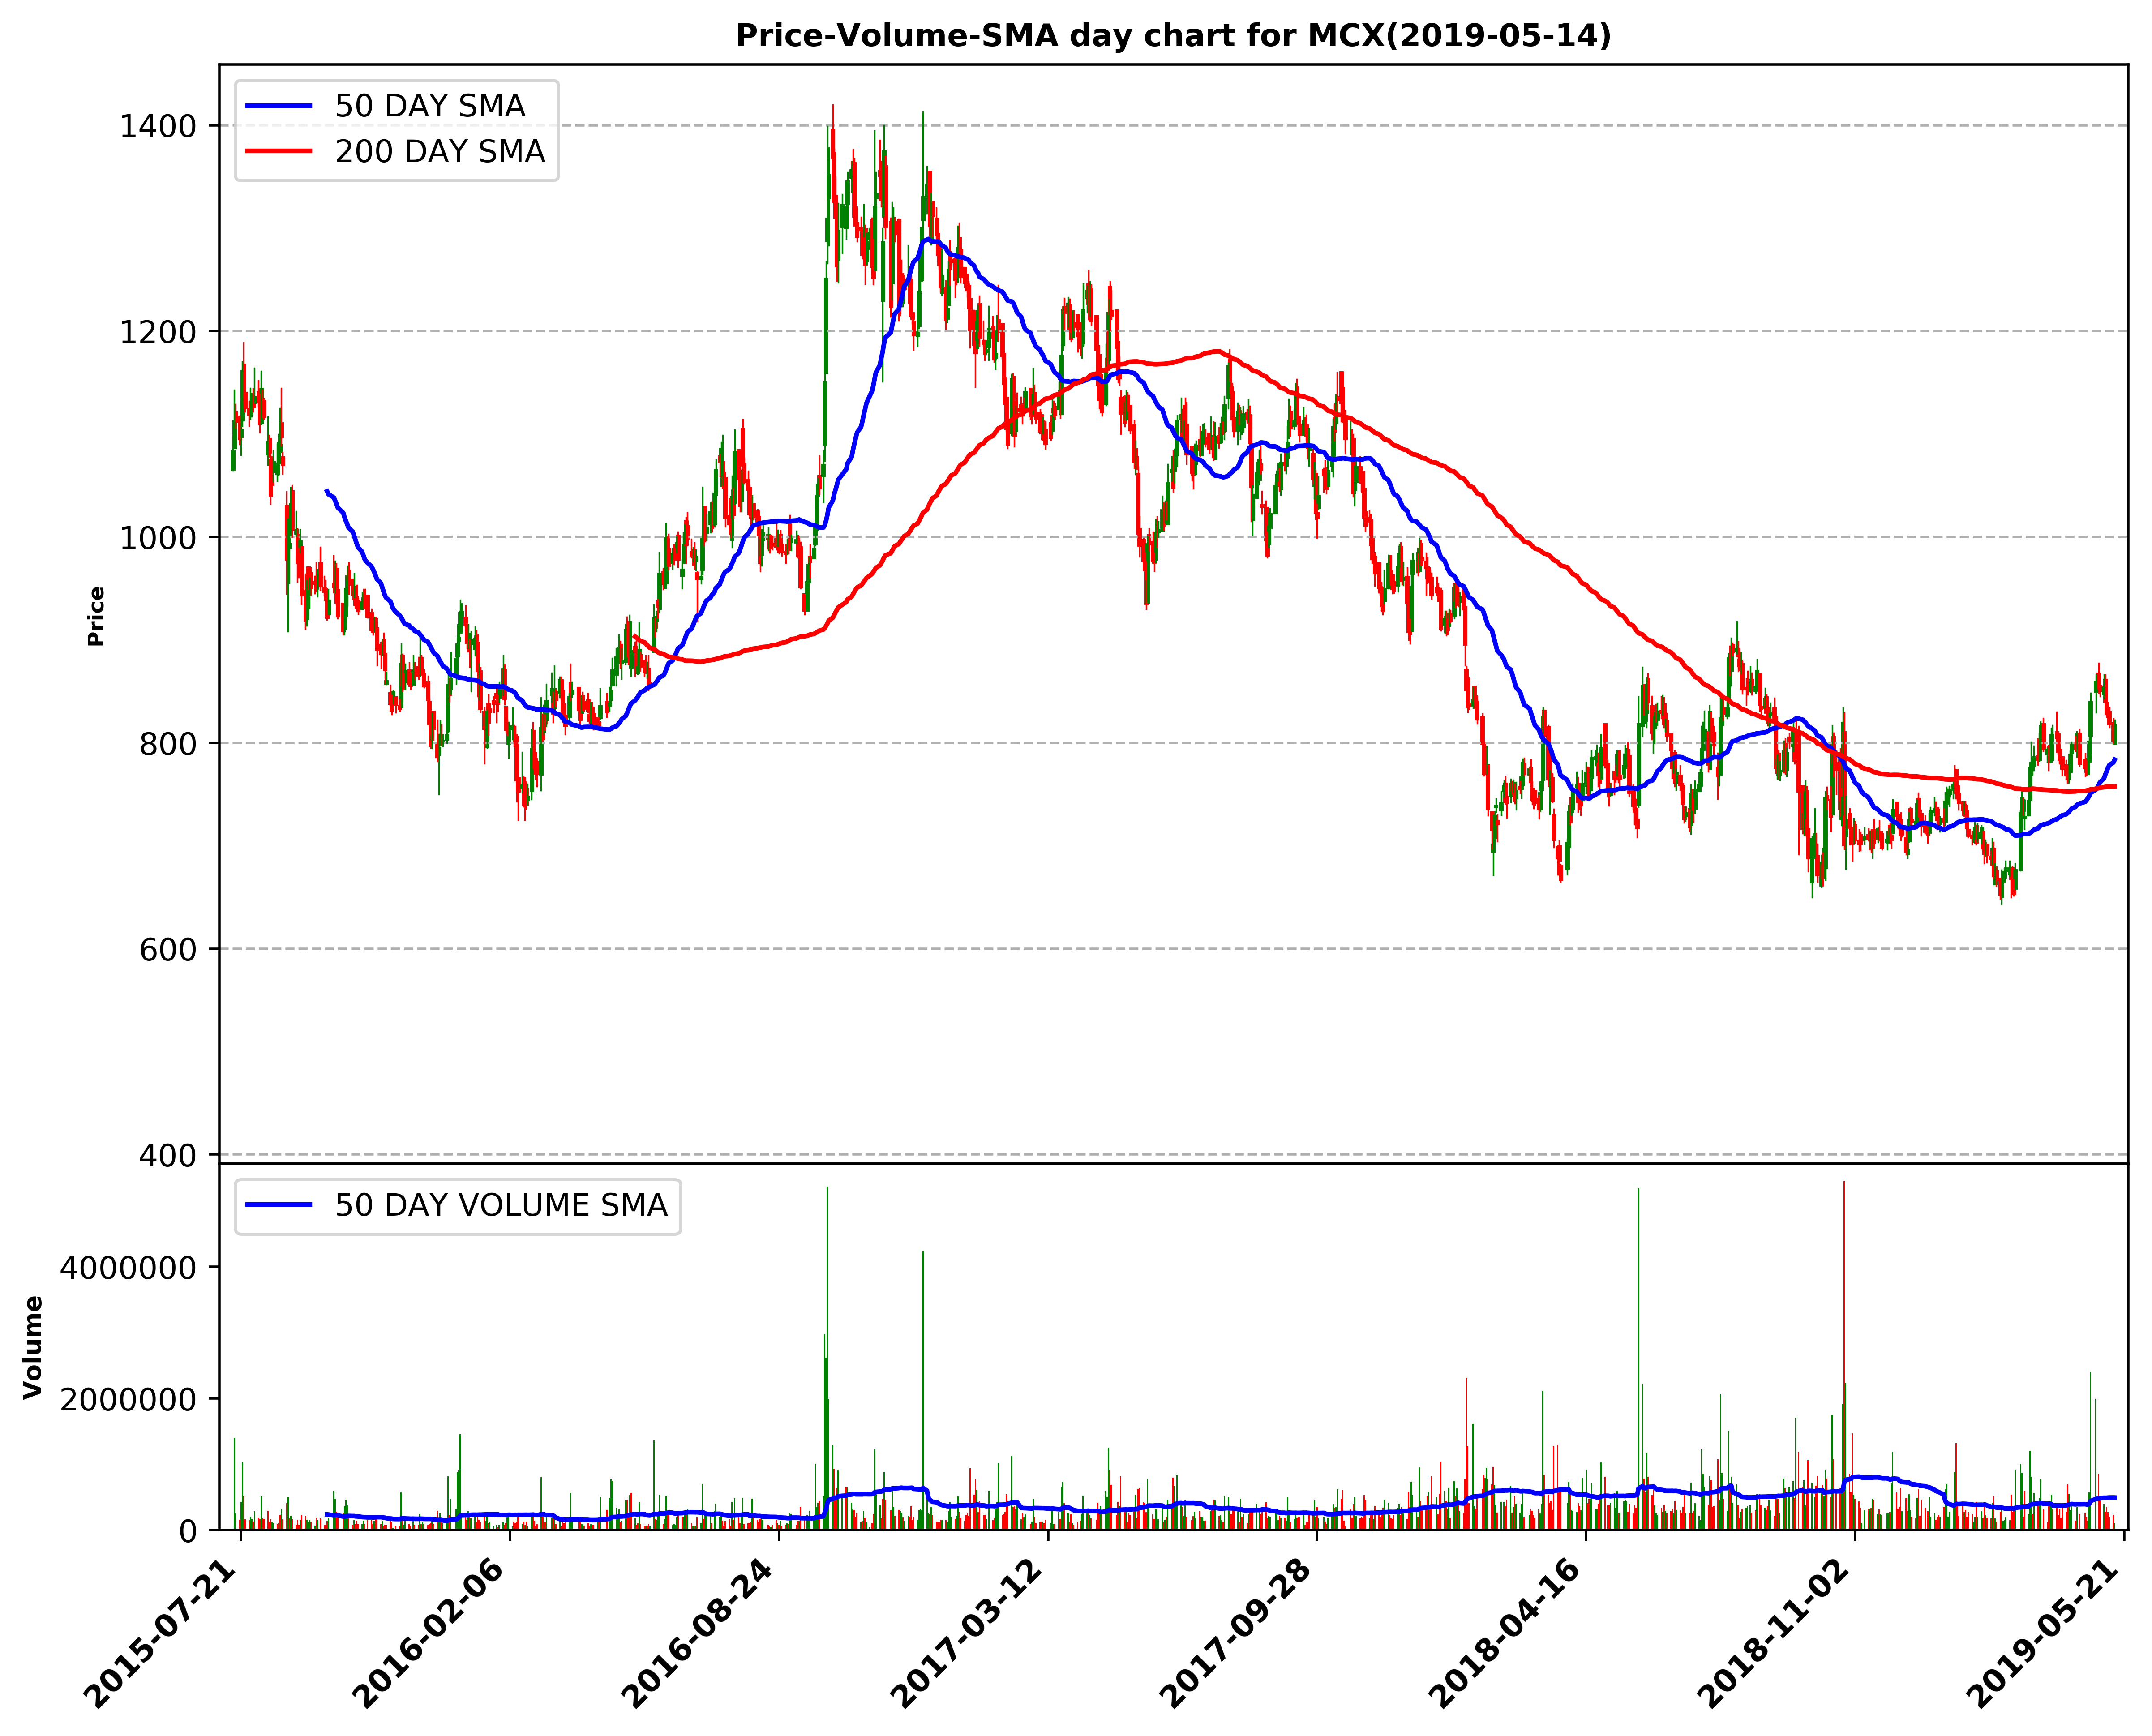 Price-Volume-SMA day chart for MCX(2019-05-14)
50 DAY SMA
200 DAY SMA
1400
1200
1000
800
600
400
Price
50 DAY VOLUME SMA
4000000
2000000
0
Volume
2015-07-21
2016-02-06
2016-08-24
2017-03-12
2017-09-28
2018-04-16
2018-11-02
2019-05-21